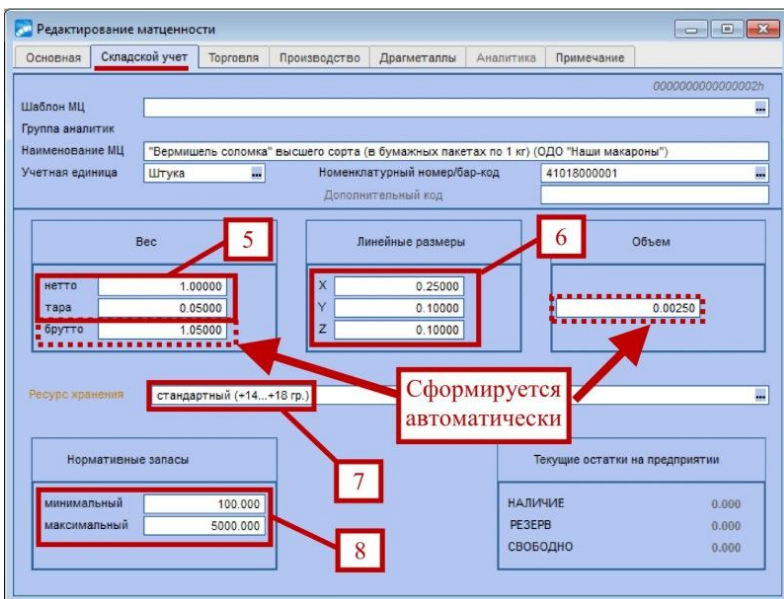 Редактирование матценности
Основная Складской учет Торговля Производство Драгметаллы Аналитика Примечание
0000000000000002h
Шаблон МЦ
Группа аналитик
Наименование МЦ "Вермишель соломка" высшего сорта (в бумажных пакетах по 1 кг) (ОДО "Наши макароны")
Учетная единица Штука Номенклатурный номер/бар-код 41018000001
Дополнительный код
Вес 5 Линейные размеры 6 Объем
нетто 1.00000 X 0.25000
тара 0.05000 Y 0.10000 0.00250
брутто 1.05000 Z 0.10000
Ресурс хранения стандартный (+14...+18 гр.)
Сформируется
автоматически
7
Нормативные запасы Текущие остатки на предприятии
минимальный 100.000 НАЛИЧИЕ 0.000
максимальный 5000.000 РЕЗЕРВ 0.000
8 СВОБОДНО 0.000